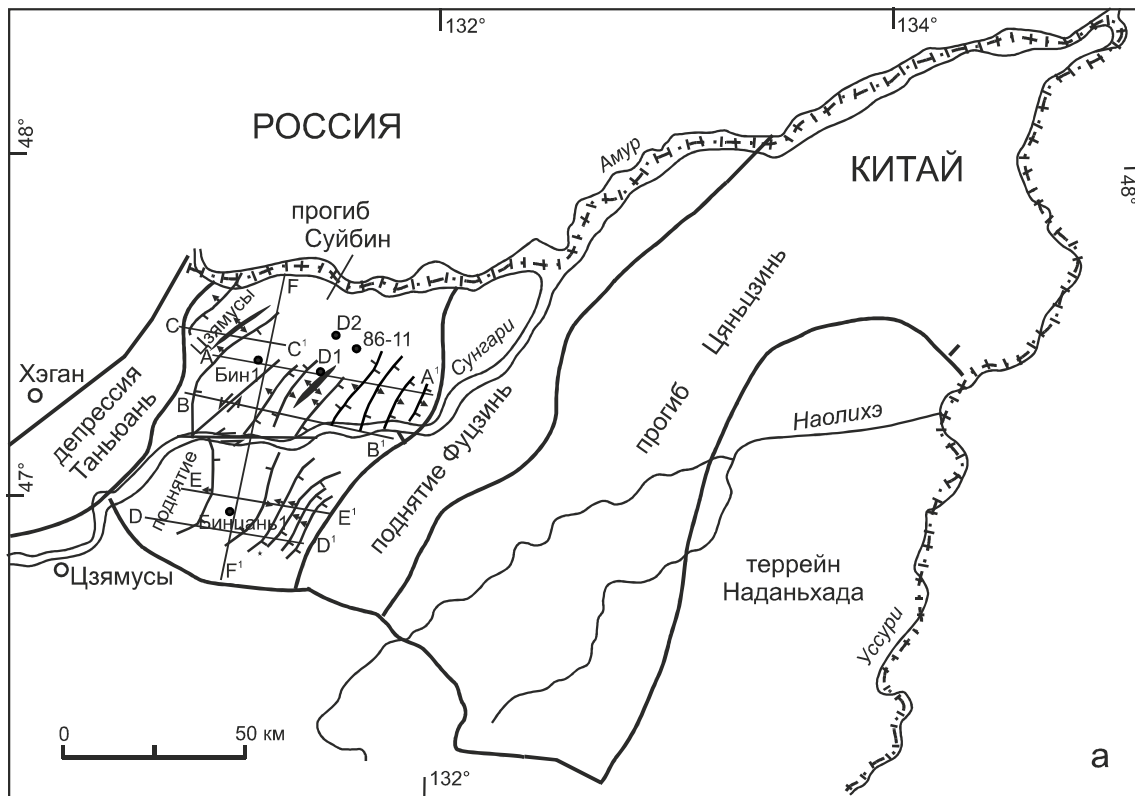 132°
134°
РОССИЯ
КИТАЙ
48°
148°
Амур
прогиб
Суйбин
F
D2
86-11
C
Цзямусы
C¹
D1
A
Бин1
A¹
Сунгари
B
B¹
Хэган
депрессия
Таньюань
47°
Цяньцзинь
прогиб
поднятие Фуцзинь
Наолихэ
поднятие
E
E¹
Бинцань1
D
D¹
F¹
Цзямусы
террейн
Наданьхада
Уссури
0
50 км
132°
а